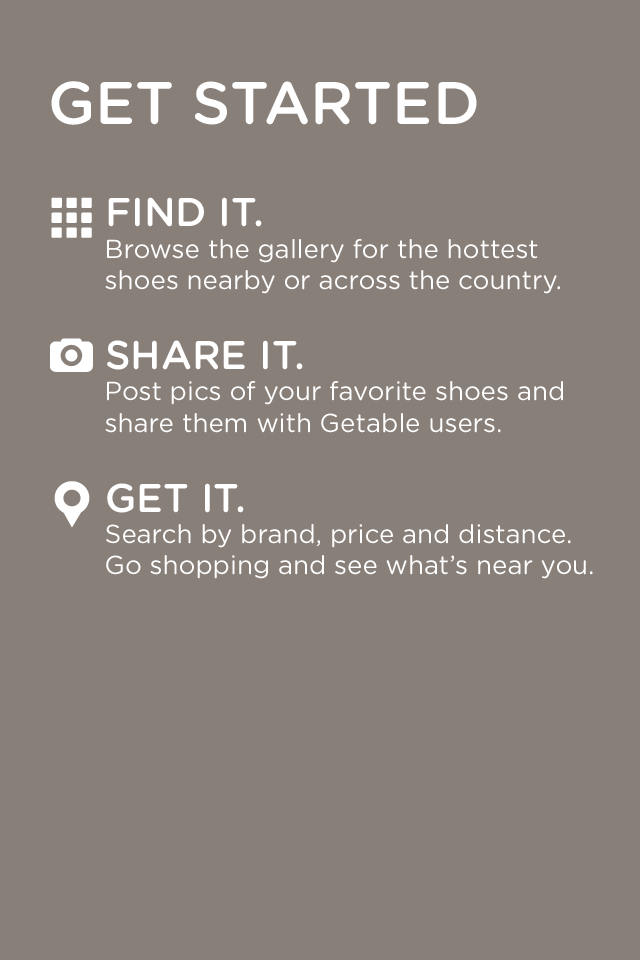 GET STARTED
FIND IT.
Browse the gallery for the hottest
shoes nearby or across the country.
SHARE IT.
Post pics of your favorite shoes and
share them with Getable users.
GET IT.
Search by brand, price and distance.
Go shopping and see what’s near you.